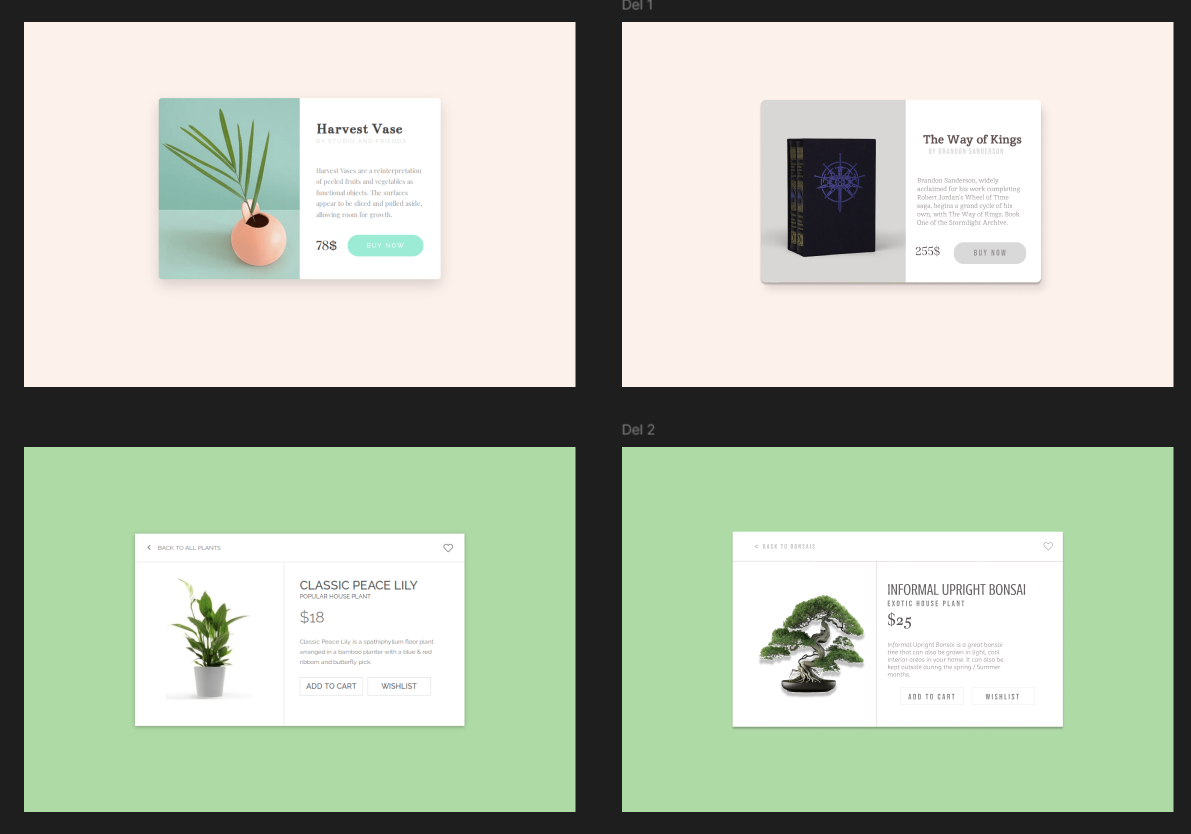 Del 1
Harvest Vase
BY STUDIO AND FRIENDS
Harvest Vases are a reinterpretation
of peeled fruits and vegetables as
functional objects. The surfaces
appear to be sliced and pulled aside,
allowing room for growth.
78$
BUY NOW
The Way of Kings
BY BRANDON SANDERSON
Brandon Sanderson, widely
acclaimed for his work completing
Robert Jordan's Wheel of Time
saga, begins a grand cycle of his
own, with The Way of Kings, Book
One of the Stormlight Archive.
255$
BUY NOW
Del 2
BACK TO ALL PLANTS
CLASSIC PEACE LILY
POPULAR HOUSE PLANT
$18
Classic Peace Lily is a spathiphyllum floor plant
arranged in a bamboo planter with a blue & red
ribbom and butterfly pick.
ADD TO CART
WISHLIST
< BACK TO BONSAIS
INFORMAL UPRIGHT BONSAI
EXOTIC HOUSE PLANT
$25
Informal Upright Bonsai is a great bonsai
tree that can also be grown in light, cool
interior areas in your home. It can also be
kept outside during the spring / Summer
months.
ADD TO CART
WISHLIST